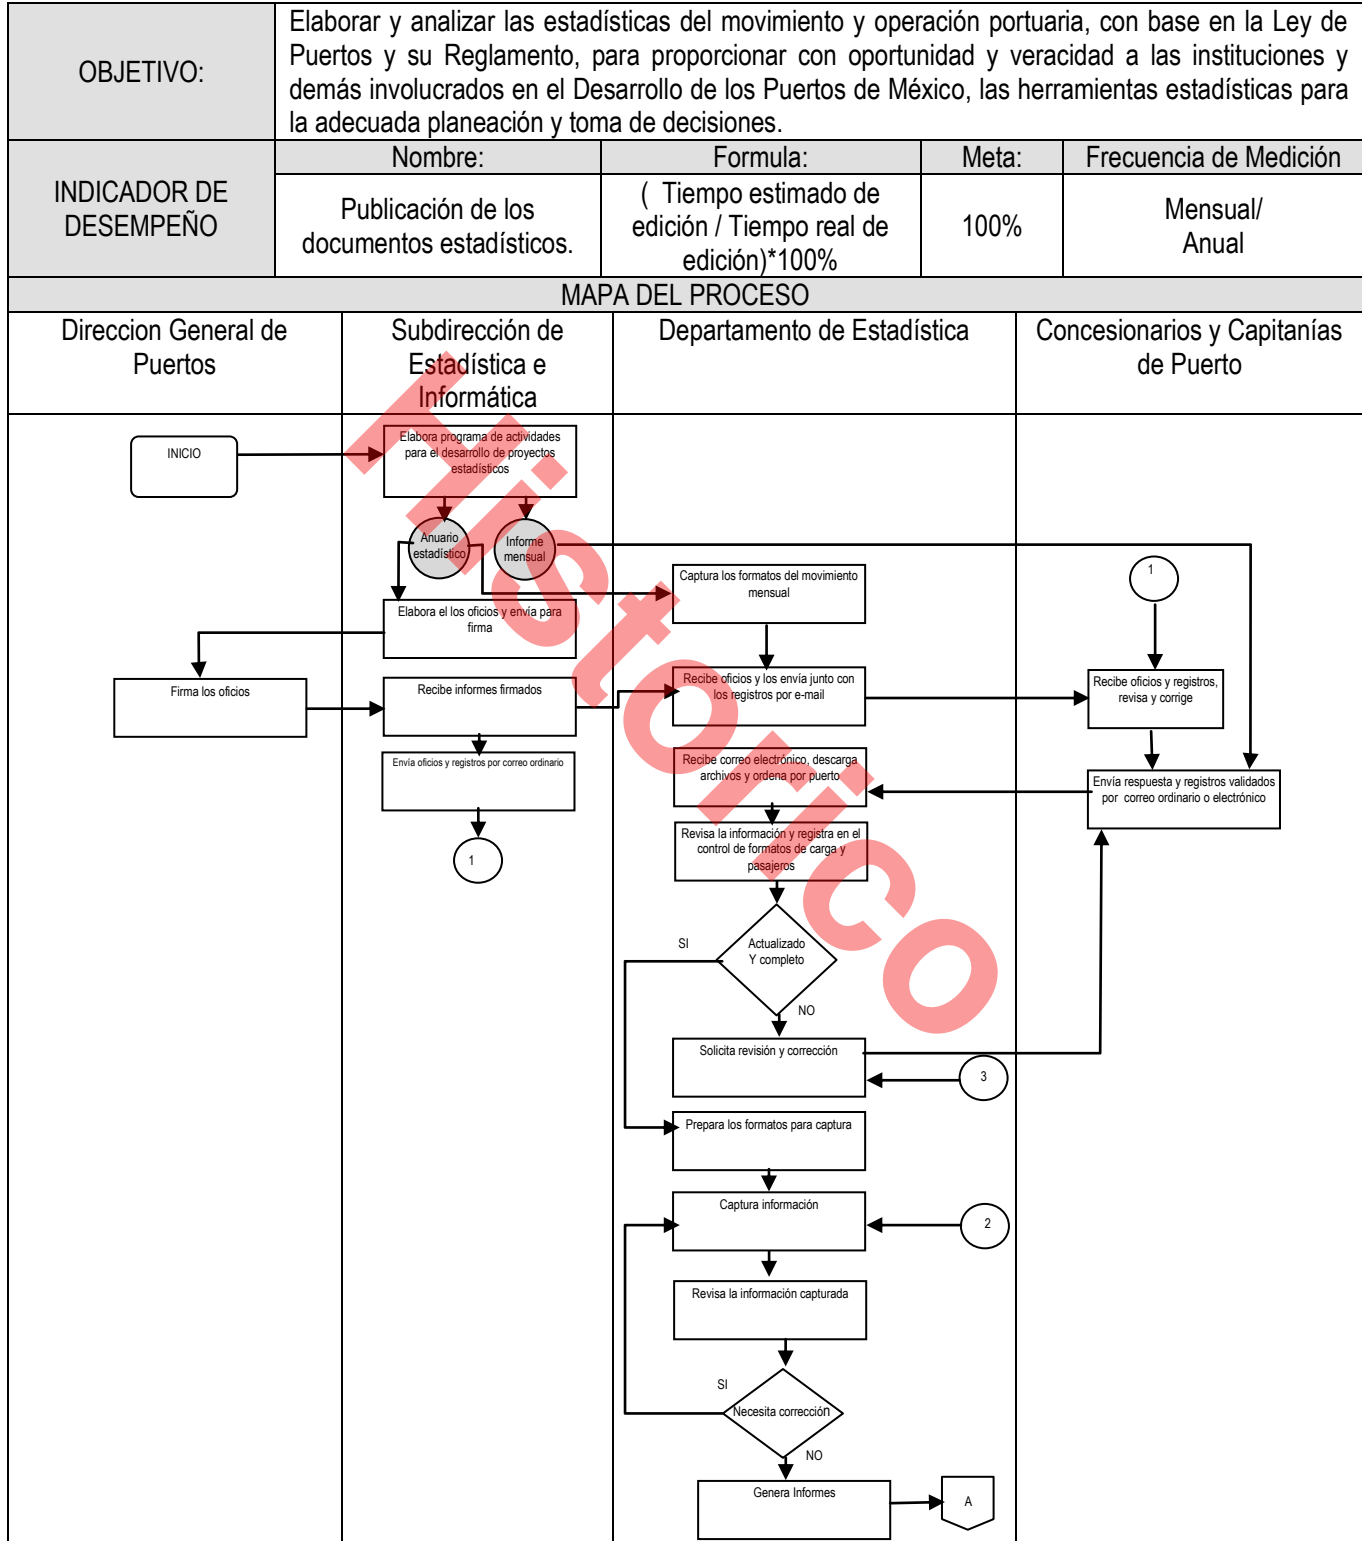 OBJETIVO:
Elaborar y analizar las estadísticas del movimiento y operación portuaria, con base en la Ley de
Puertos y su Reglamento, para proporcionar con oportunidad y veracidad a las instituciones y
demás involucrados en el Desarrollo de los Puertos de México, las herramientas estadísticas para
la adecuada planeación y toma de decisiones.
INDICADOR DE
DESEMPEÑO
Nombre:
Formula:
Meta:
Frecuencia de Medición
Publicación de los
documentos estadísticos.
( Tiempo estimado de
edición / Tiempo real de
edición)*100%
100%
Mensual/
Anual
MAPA DEL PROCESO
Direccion General de
Puertos
Subdirección de
Estadística e
Informática
Departamento de Estadística
Concesionarios y Capitanías
de Puerto
INICIO
Elabora programa de actividades
para el desarrollo de proyectos
estadísticos
Anuario
estadístico
Informe
mensual
Captura los formatos del movimiento
mensual
1
Elabora el los oficios y envía para
firma
Firma los oficios
Recibe informes firmados
Recibe oficios y los envía junto con
los registros por e-mail
Recibe oficios y registros,
revisa y corrige
Envía oficios y registros por correo ordinario
Recibe correo electrónico, descarga
archivos y ordena por puerto
Envía respuesta y registros validados
por correo ordinario o electrónico
1
Revisa la información y registra en el
control de formatos de carga y
pasajeros
SI
Actualizado
Y completo
NO
Solicita revisión y corrección
3
Prepara los formatos para captura
Captura información
2
Revisa la información capturada
SI
Necesita corrección
NO
Genera Informes
A
Historico